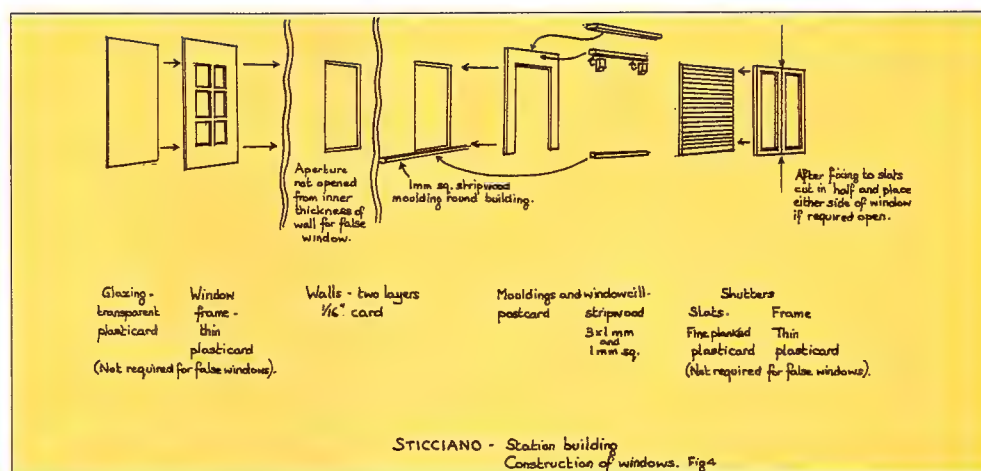 Aperture
not opened
from inner
thickness of
wall for false
window.
1mm sq. stripwood
moulding round building.
After fixing to slats
cut in half and place
either side of window
if required open.
Glazing -
transparent
plasticard
Window
frame -
thin
plasticard
(Not required for false windows).
Walls - two layers
1/16" card
Mouldings and windowcill-
postcard stripwood
3x1mm
and
1mm sq.
Shutters
Slats. Frame
Fine planked Thin
plasticard plasticard
(Not required for false windows).
STICCIANO - Station building
Construction of windows. Fig4